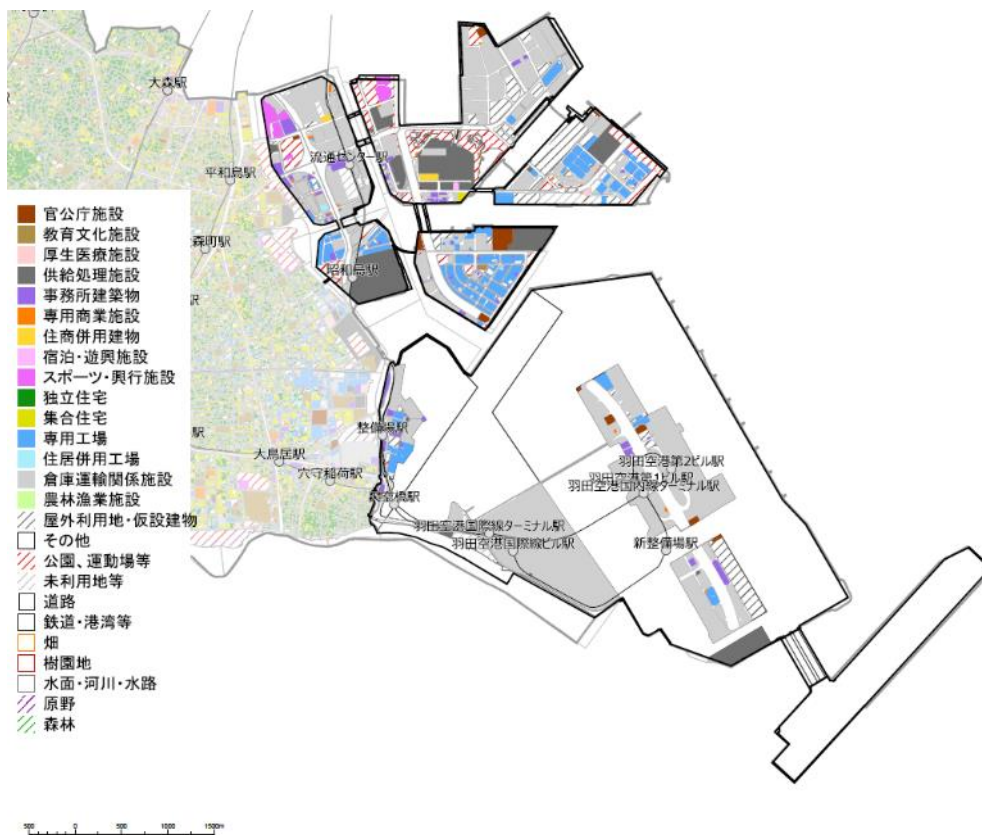 大森駅
流通センター駅
平和島駅
森町駅
昭和島駅
官公庁施設
教育文化施設
厚生医療施設
供給処理施設
事務所建築物
専用商業施設
住商併用建物
宿泊・遊興施設
スポーツ・興行施設
独立住宅
集合住宅
専用工場
住居併用工場
倉庫運輸関係施設
農林漁業施設
屋外利用地・仮設建物
その他
公園、運動場等
未利用地等
道路
鉄道・港湾等
畑
樹園地
水面・河川・水路
原野
森林
整備場駅
大鳥居駅
穴守稲荷駅
天空橋駅
羽田空港第2ビル駅
羽田空港第1ビル駅
羽田空港国内線ターミナル駅
羽田空港国際線ターミナル駅
羽田空港国際線ビル駅
新整備場駅
500 0 500 1000 1500m